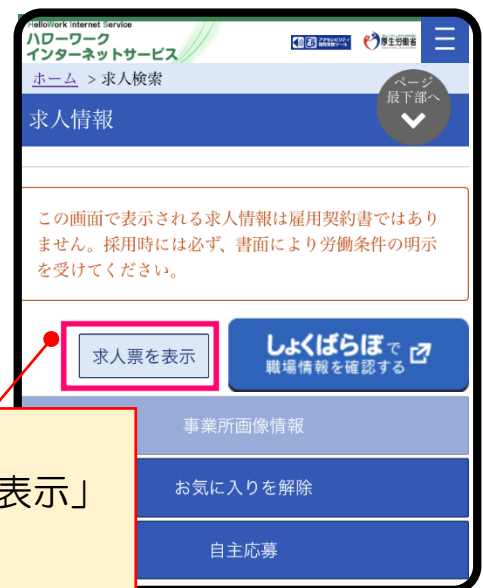 HelloWork Internet Service
ハローワーク
インターネットサービス
厚生労働省
ホーム > 求人検索
ページ
最下部へ
求人情報
この画面で表示される求人情報は雇用契約書ではあり
ません。採用時には必ず、書面により労働条件の明示
を受けてください。
求人票を表示
しょくばらぼで
職場情報を確認する
事業所画像情報
表示」
お気に入りを解除
自主応募